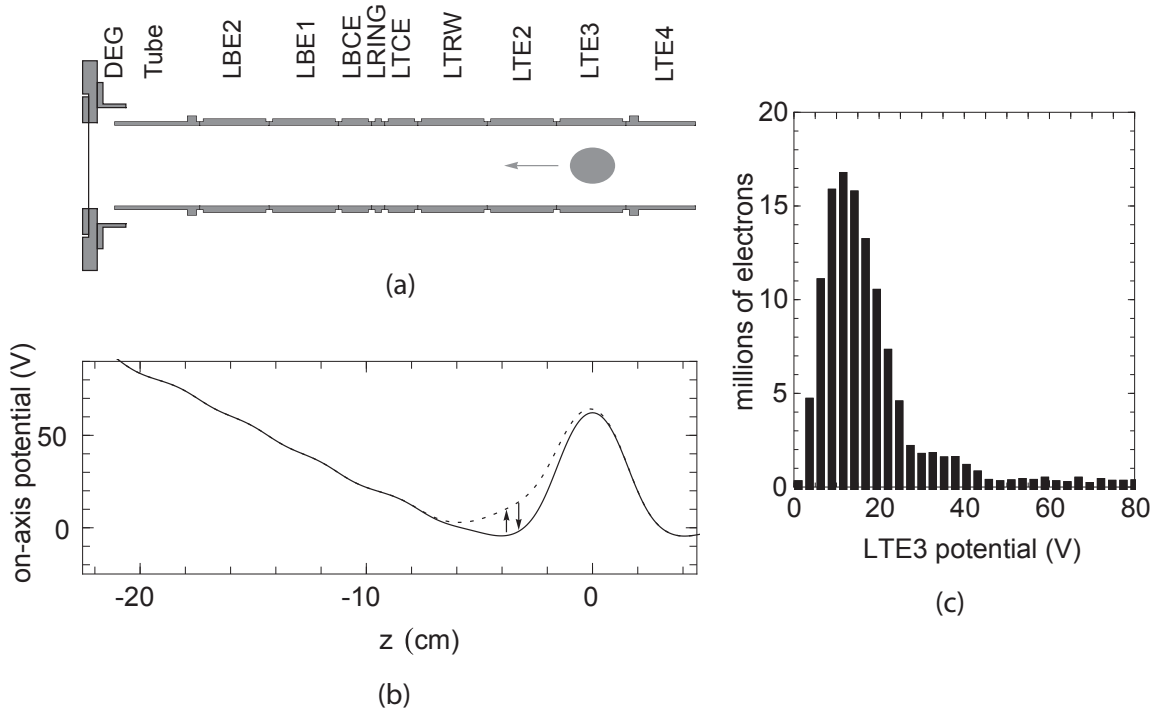 DEG
Tube
LBE2
LBE1
LBCE
LRING
LTCE
LTRW
LTE2
LTE3
LTE4
(a)
on-axis potential (V)
50
0
-20
-10
0
z (cm)
(b)
millions of electrons
20
15
10
5
0
0
20
40
60
80
LTE3 potential (V)
(c)